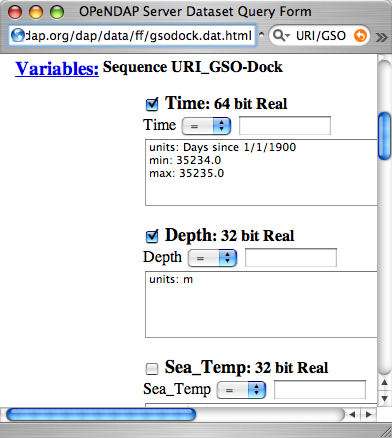 OPeNDAP Server Dataset Query Form
dap.org/dap/data/ff/gsodock.dat.html
URI/GSO
Variables: Sequence URI_GSO-Dock
Time: 64 bit Real
Time =
units: Days since 1/1/1900
min: 35234.0
max: 35235.0
Depth: 32 bit Real
Depth =
units: m
Sea_Temp: 32 bit Real
Sea_Temp =